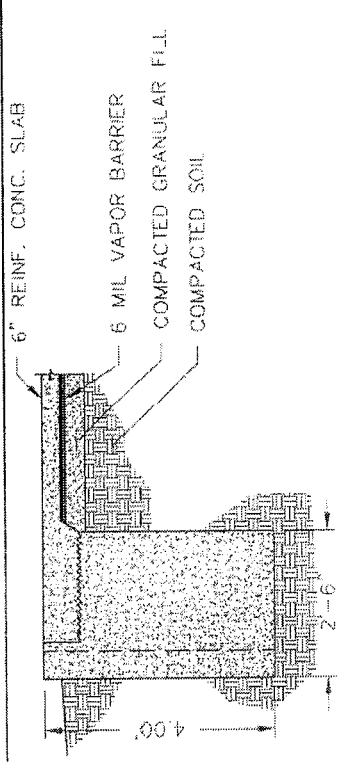 6" REINF. CONC. SLAB
6 MIL VAPOR BARRIER
COMPACTED GRANULAR FILL
COMPACTED SOIL
4.00'
2'-6